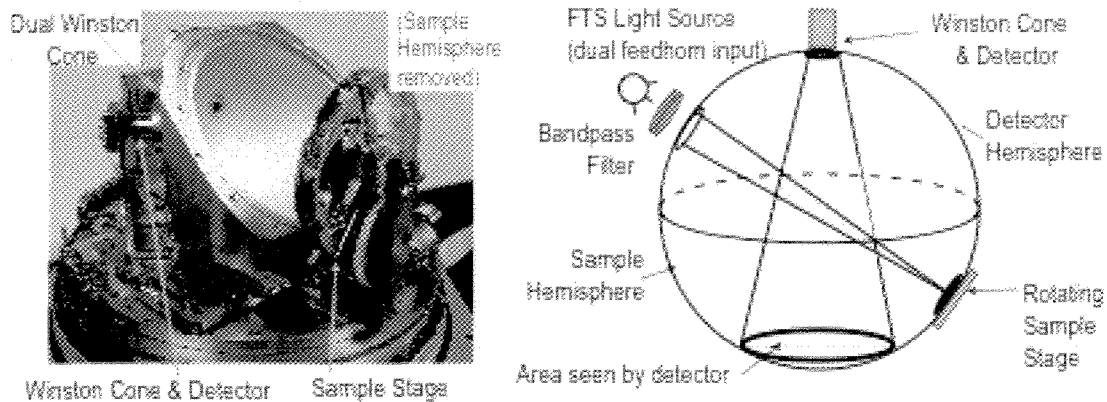 Dual Winston
Cone
(Sample
Hemisphere
removed)
Winston Cone & Detector
Sample Stage
FTS Light Source
(dual feedhorn input)
Winston Cone
& Detector
Bandpass
Filter
Detector
Hemisphere
Sample
Hemisphere
Rotating
Sample
Stage
Area seen by detector